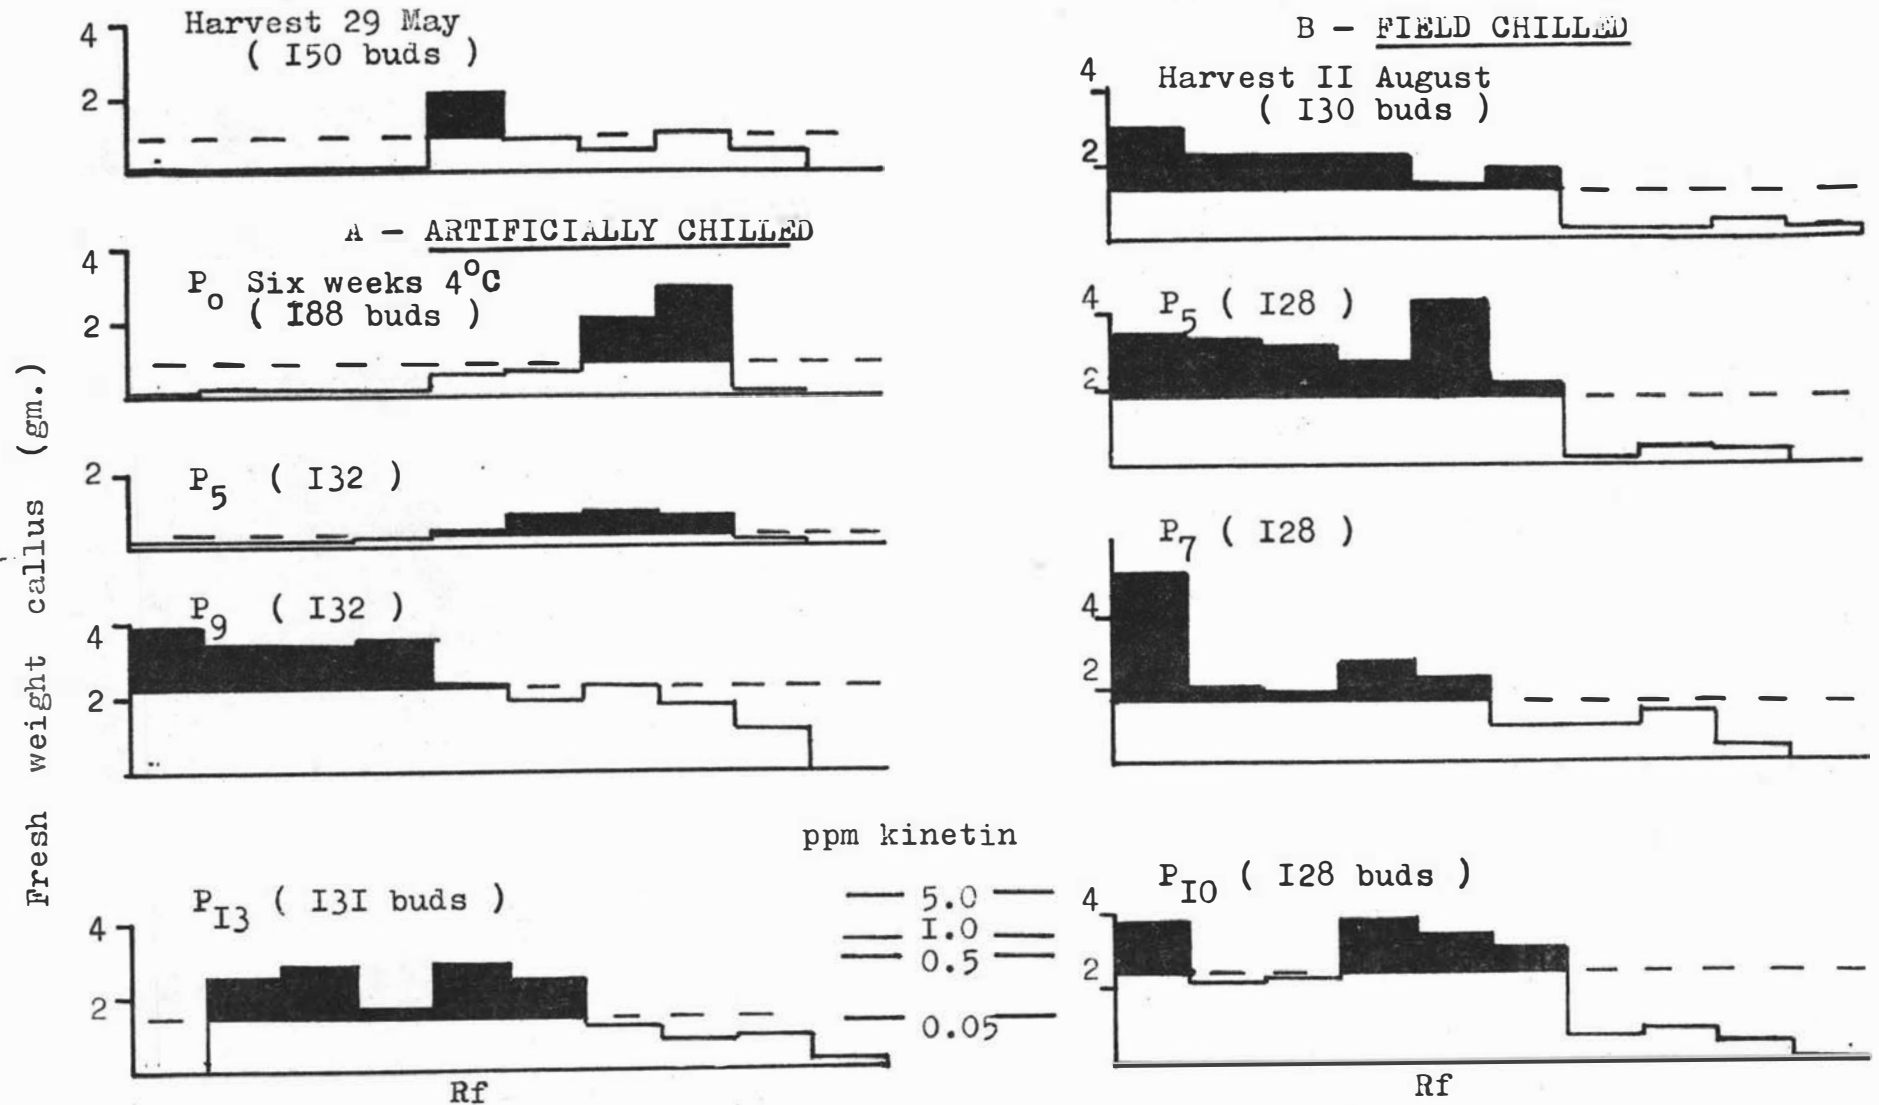 Harvest 29 May
( I50 buds )
4
2
A – ARTIFICIALLY CHILLED
P0 Six weeks 4°C
( I88 buds )
4
2
P5 ( I32 )
2
P9 ( I32 )
4
2
PI3 ( I3I buds )
4
2
Rf
Fresh weight callus (gm.)
ppm kinetin
5.0
I.0
0.5
0.05
B – FIELD CHILLED
Harvest II August
( I30 buds )
4
2
P5 ( I28 )
4
2
P7 ( I28 )
4
2
PI0 ( I28 buds )
4
2
Rf